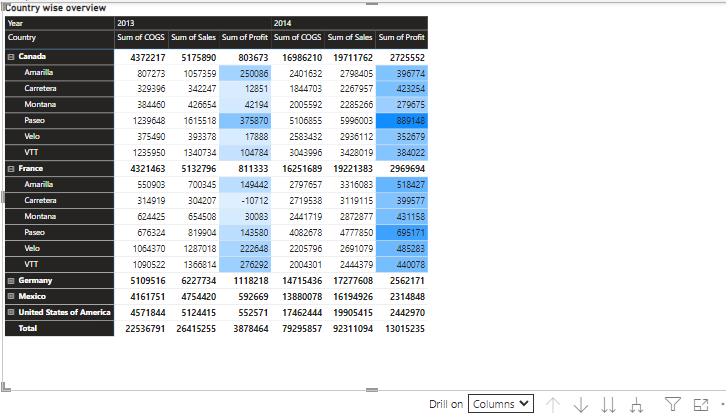 Country wise overview
Year 2013 2014
Country Sum of COGS Sum of Sales Sum of Profit Sum of COGS Sum of Sales Sum of Profit
Canada 4372217 5175890 803673 16986210 19711762 2725552
Amarilla 807273 1057359 250086 2401632 2798405 396774
Carretera 329396 342247 12851 1844703 2267957 423254
Montana 384460 426654 42194 2005592 2285266 279675
Paseo 1239648 1615518 375870 5106855 5996003 889148
Velo 375490 393378 17888 2583432 2936112 352679
VTT 1235950 1340734 104784 3043996 3428019 384022
France 4321463 5132796 811333 16251689 19221383 2969694
Amarilla 550903 700345 149442 2797657 3316083 518427
Carretera 314919 304207 -10712 2719538 3119115 399577
Montana 624425 654508 30083 2441719 2872877 431158
Paseo 676324 819904 143580 4082678 4777850 695171
Velo 1064370 1287018 222648 2205796 2691079 485283
VTT 1090522 1366814 276292 2004301 2444379 440078
Germany 5109516 6227734 1118218 14715436 17277608 2562171
Mexico 4161751 4754420 592669 13880078 16194926 2314848
United States of America 4571844 5124415 552571 17462444 19905415 2442970
Total 22536791 26415255 3878464 79295857 92311094 13015235
Drill on Columns